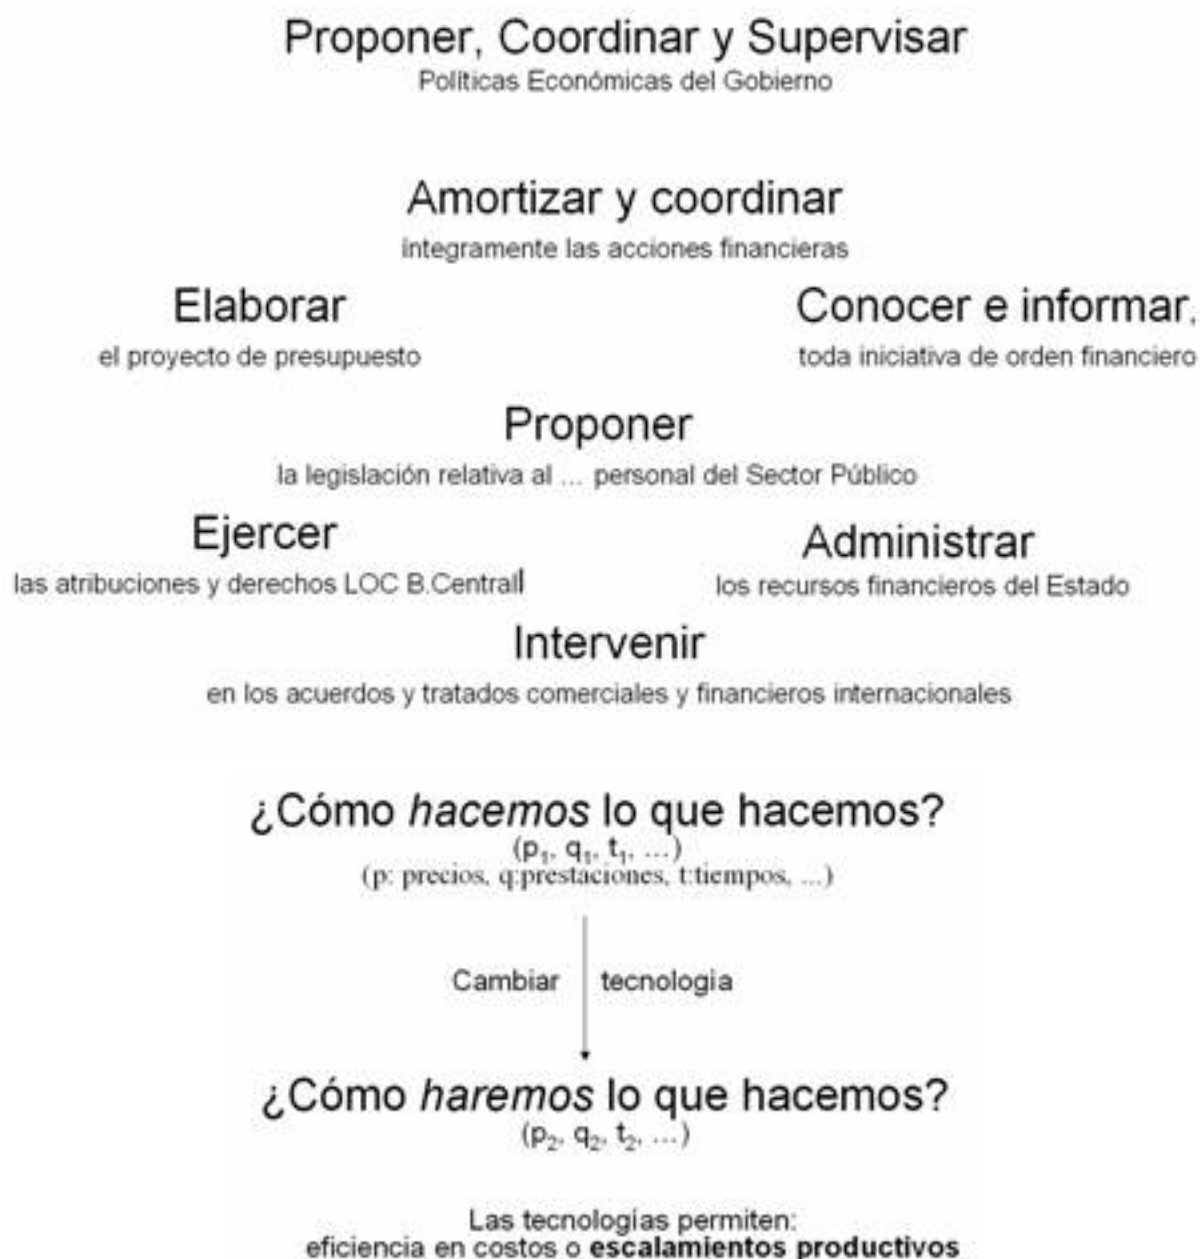 Proponer, Coordinar y Supervisar
Políticas Económicas del Gobierno
Amortizar y coordinar
integramente las acciones financieras
Elaborar
el proyecto de presupuesto
Conocer e informar,
toda iniciativa de orden financiero
Proponer
la legislación relativa al ... personal del Sector Público
Ejercer
las atribuciones y derechos LOC B.Centrall
Administrar
los recursos financieros del Estado
Intervenir
en los acuerdos y tratados comerciales y financieros internacionales
¿Cómo hacemos lo que hacemos?
(p₁, q₁, t₁, ...)
(p: precios, q:prestaciones, t:tiempos, ...)
Cambiar tecnologia
¿Cómo haremos lo que hacemos?
(p₂, q₂, t₂, ...)
Las tecnologías permiten:
eficiencia en costos o escalamientos productivos